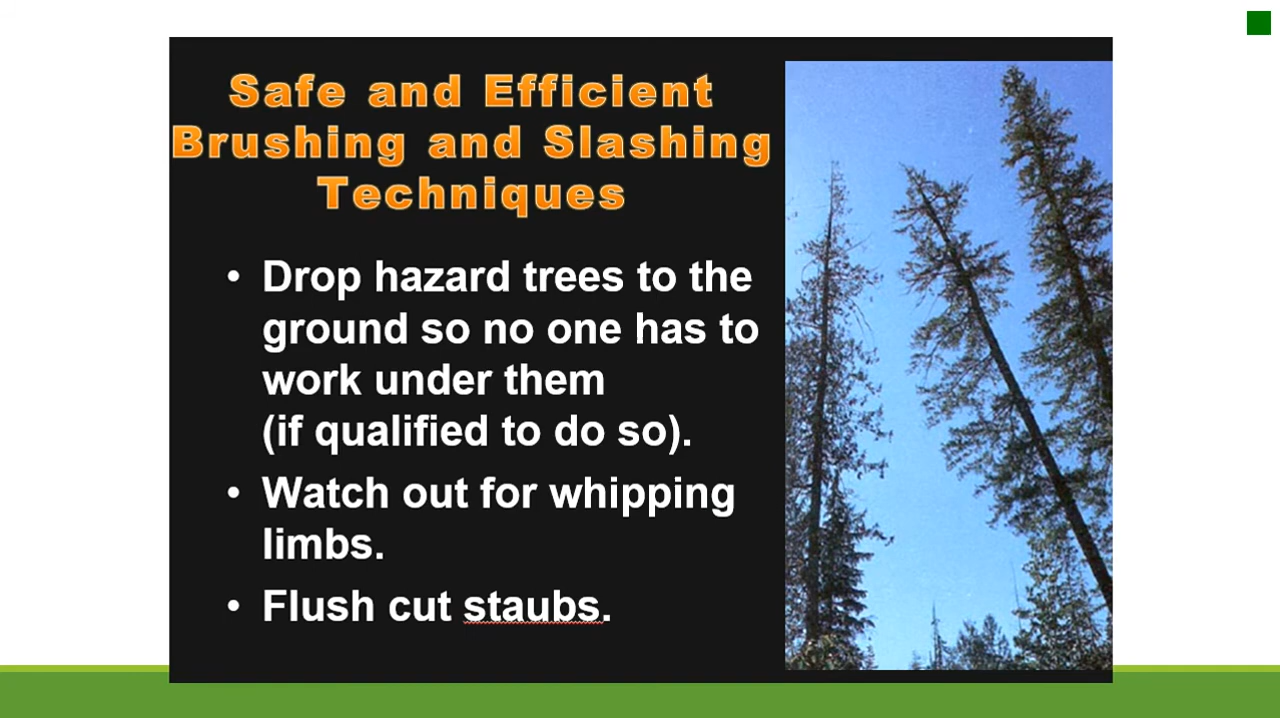 Safe and Efficient
Brushing and Slashing
Techniques
• Drop hazard trees to the
ground so no one has to
work under them
(if qualified to do so).
• Watch out for whipping
limbs.
• Flush cut staubs.